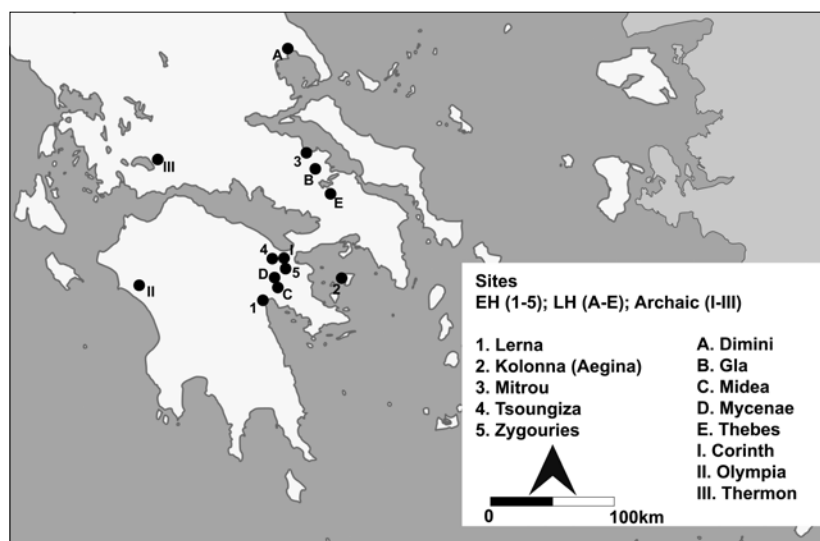 A
3
B
III
E
4
I
5
D
2
II
C
1
Sites
EH (1-5); LH (A-E); Archaic (I-III)
1. Lerna
2. Kolonna (Aegina)
3. Mitrou
4. Tsoungiza
5. Zygouries
A. Dimini
B. Gla
C. Midea
D. Mycenae
E. Thebes
I. Corinth
II. Olympia
III. Thermon
0 100km